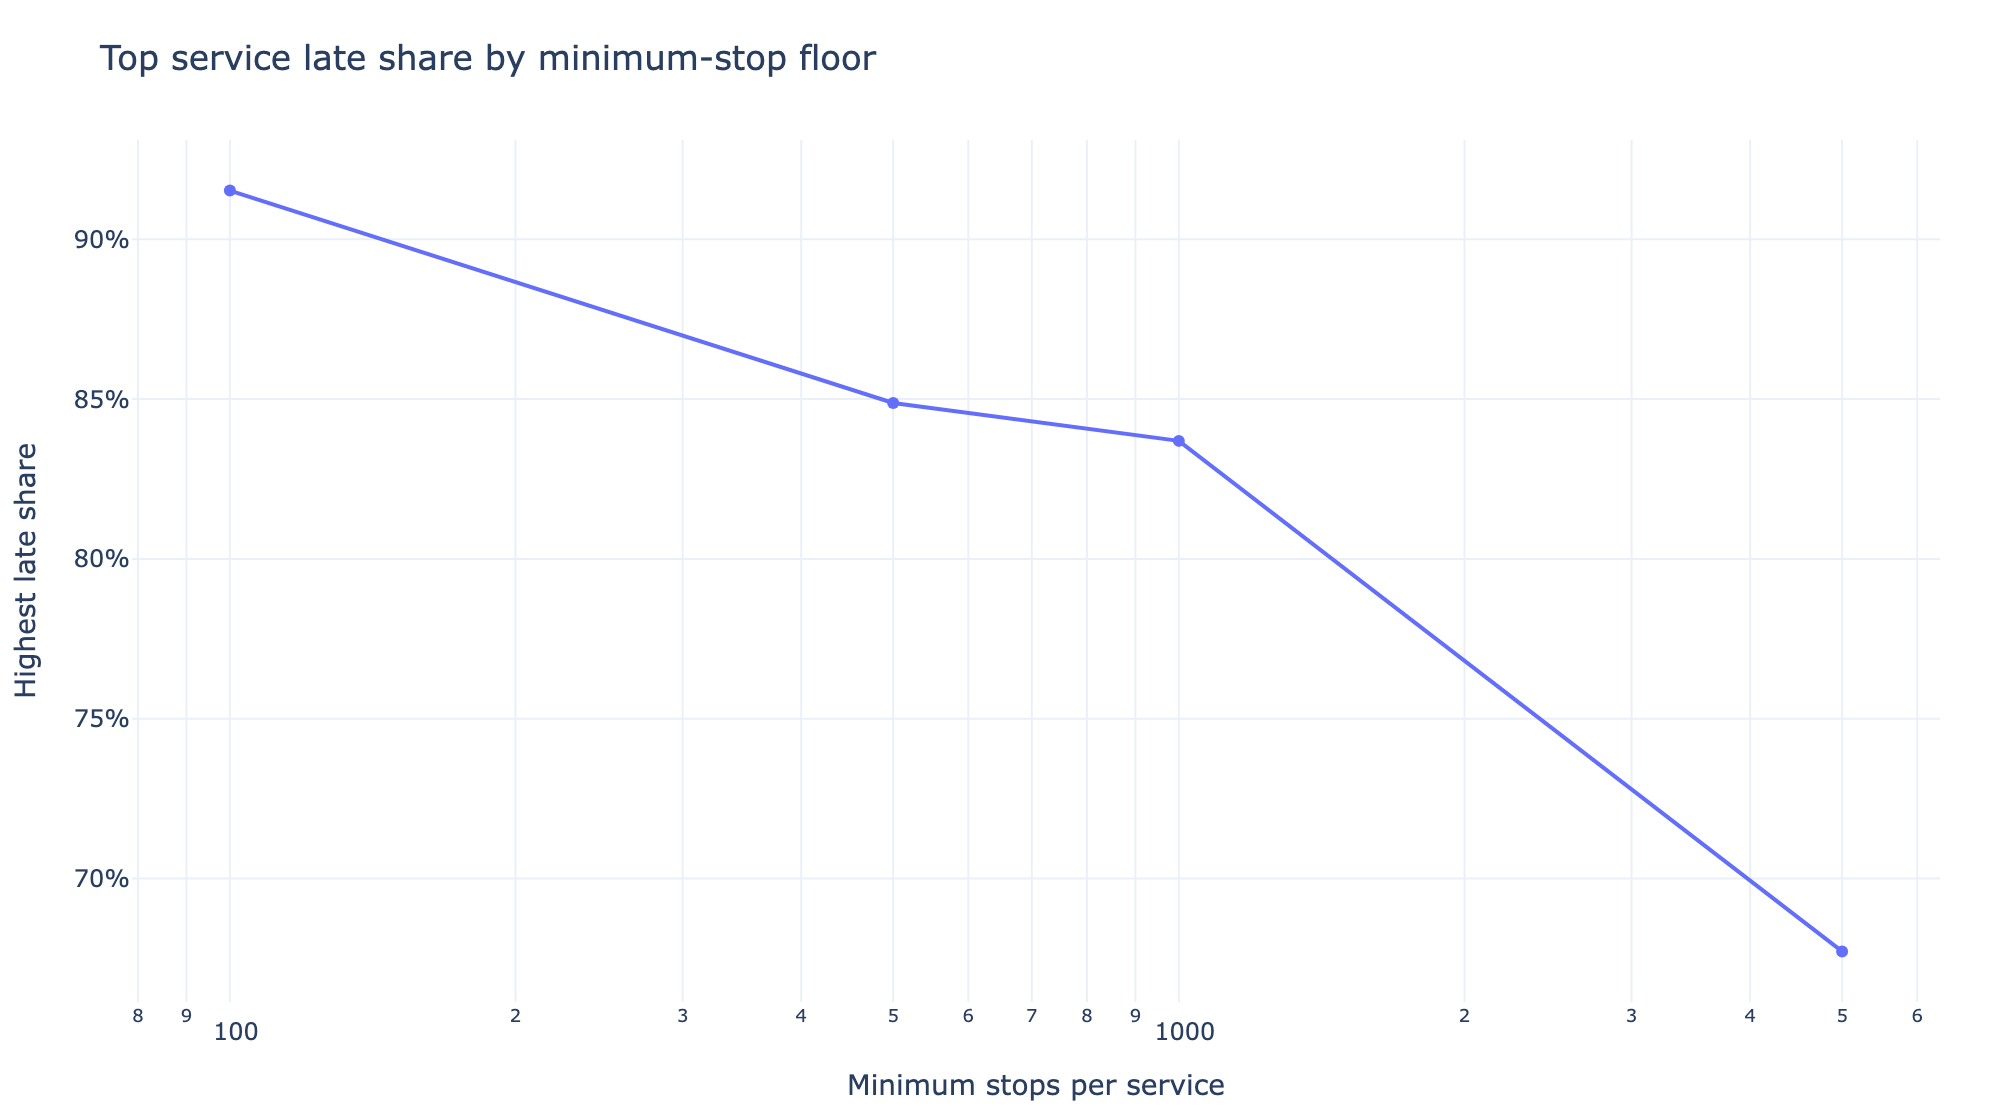 Top service late share by minimum-stop floor
Highest late share
90%
85%
80%
75%
70%
8 9 100 2 3 4 5 6 7 8 9 1000 2 3 4 5 6
Minimum stops per service